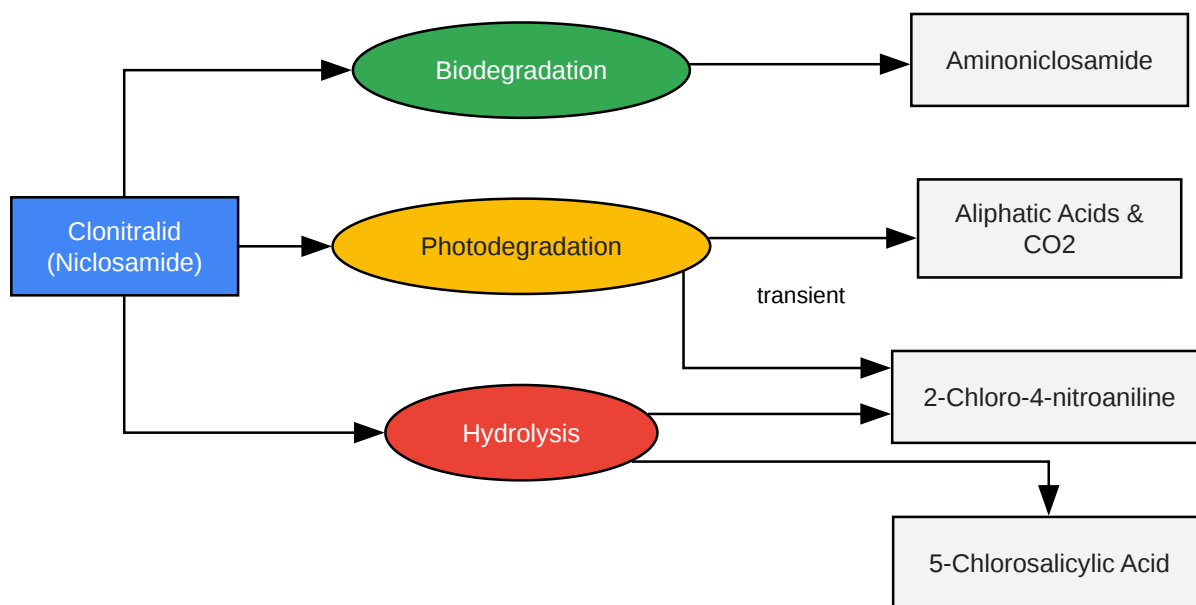 Biodegradation
Aminoniclosamide
Clonitralid
(Niclosamide)
Photodegradation
Aliphatic Acids &
CO2
transient
2-Chloro-4-nitroaniline
Hydrolysis
5-Chlorosalicylic Acid